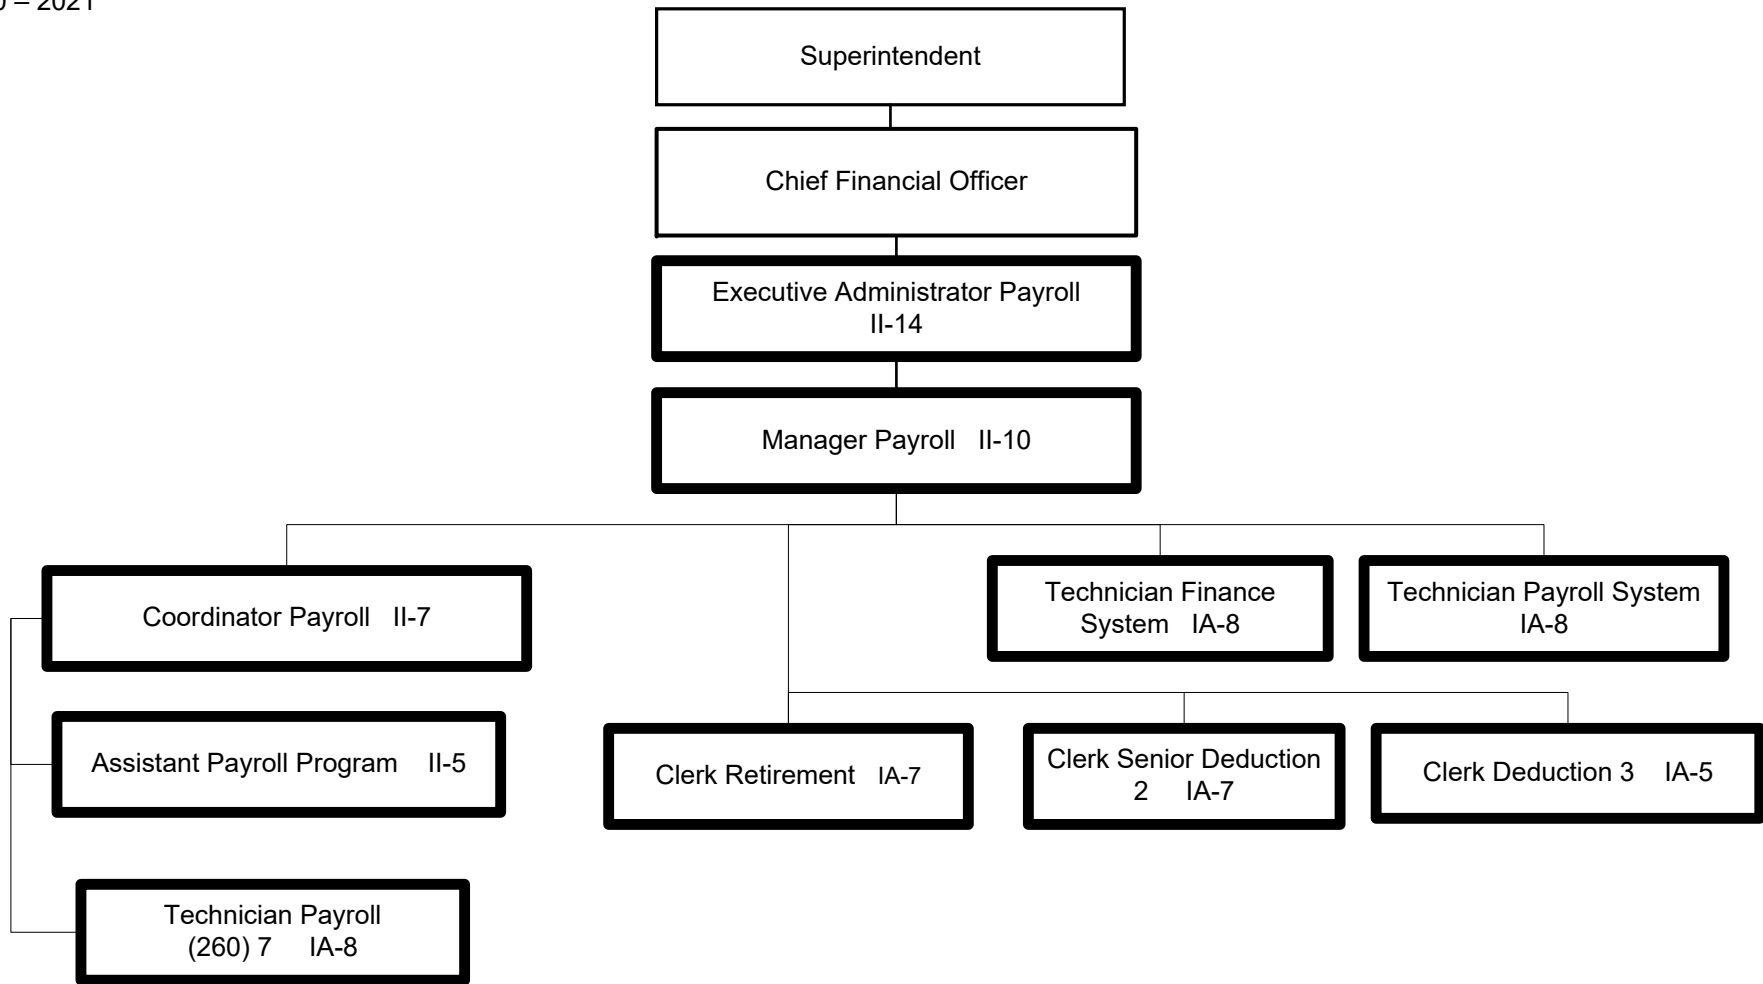 – 2021
Superintendent
Chief Financial Officer
Executive Administrator Payroll
II-14
Manager Payroll II-10
Coordinator Payroll II-7
Technician Finance
System IA-8
Technician Payroll System
IA-8
Assistant Payroll Program II-5
Clerk Retirement IA-7
Clerk Senior Deduction
2 IA-7
Clerk Deduction 3 IA-5
Technician Payroll
(260) 7 IA-8